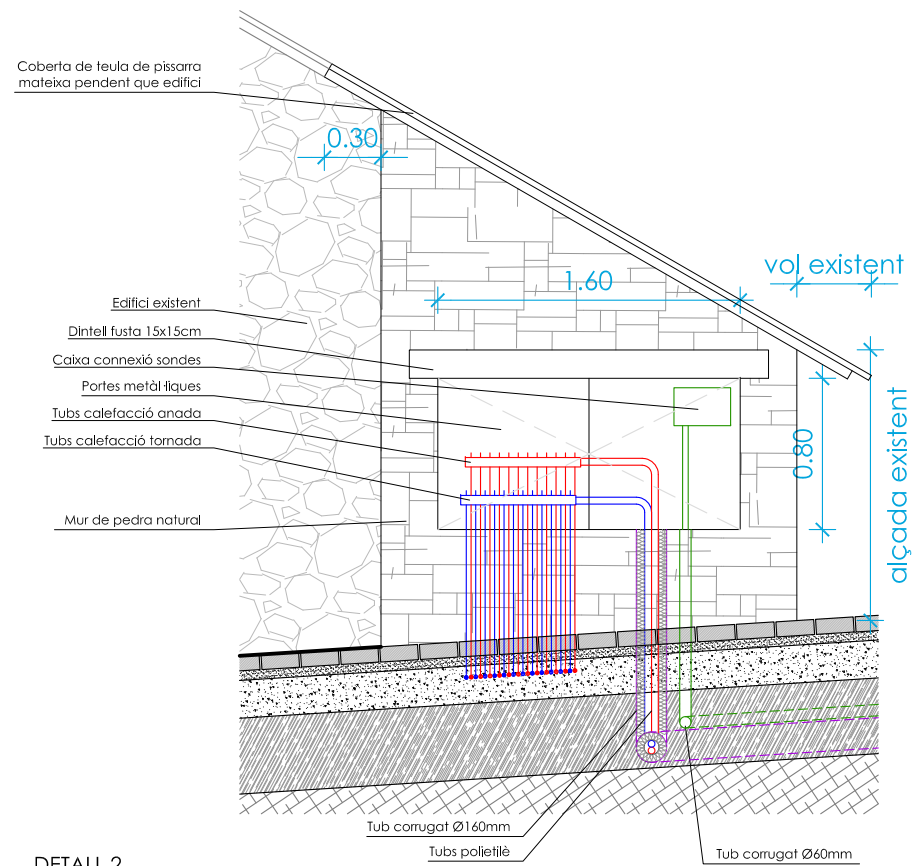 Coberta de teula de pissarra
mateixa pendent que edifici
0.30
vol existent
1.60
Edifici existent
Dintell fusta 15x15cm
Caixa connexió sondes
Portes metàl·liques
Tubs calefacció anada
Tubs calefacció tornada
0.80
alçada existent
Mur de pedra natural
Tub corrugat Ø160mm
Tubs polietilè
Tub corrugat Ø60mm
DETALL 2